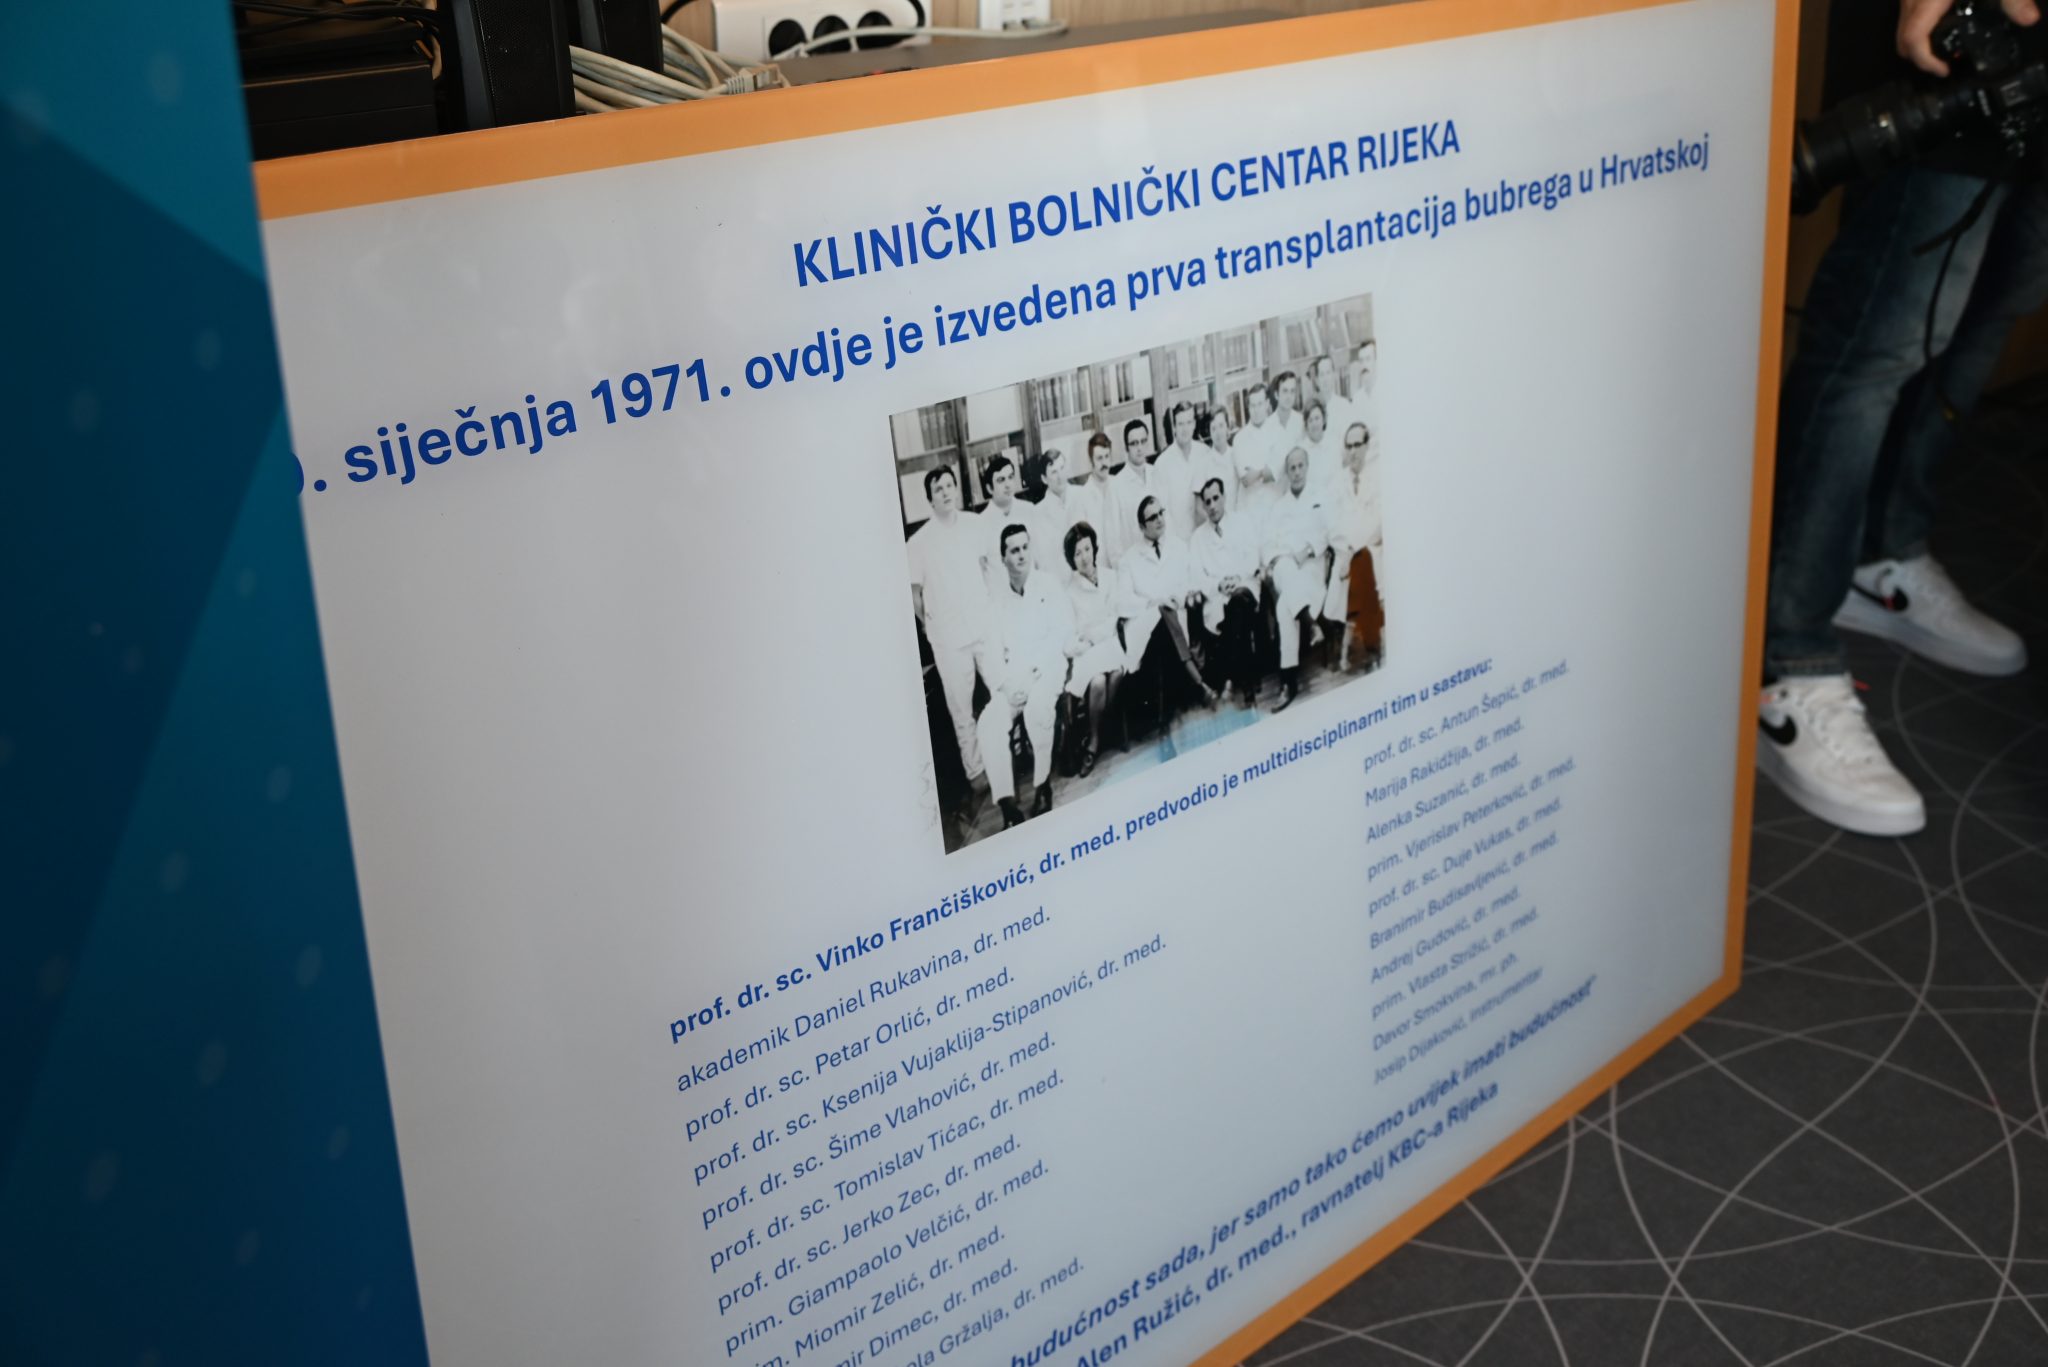 KLINIČKI BOLNIČKI CENTAR RIJEKA
. siječnja 1971. ovdje je izvedena prva transplantacija bubrega u Hrvatskoj
prof. dr. sc. Vinko Frančišković, dr. med. predvodio je multidisciplinarni tim u sastavu:
akademik Daniel Rukavina, dr. med.
prof. dr. sc. Petar Orlić, dr. med.
prof. dr. sc. Ksenija Vujaklija-Stipanović, dr. med.
prof. dr. sc. Šime Vlahović, dr. med.
prof. dr. sc. Tomislav Tićac, dr. med.
prof. dr. sc. Jerko Zec, dr. med.
prim. Giampaolo Velčić, dr. med.
m. Miomir Zelić, dr. med.
mir Dimec, dr. med.
ola Gržalja, dr. med.
prof. dr. sc. Antun Šepić, dr. med.
Marija Rakidžija, dr. med.
Alenka Suzanić, dr. med.
prim. Vjerislav Peterković, dr. med.
prof. dr. sc. Duje Vukas, dr. med.
Branimir Budisavljević, dr. med.
Andrej Gudović, dr. med.
prim. Vlasta Strižić, dr. med.
Davor Smokvina, mr. ph.
Josip Dijaković, instrumentar
budućnost sada, jer samo tako ćemo uvijek imati budućnost"
Alen Ružić, dr. med., ravnatelj KBC-a Rijeka